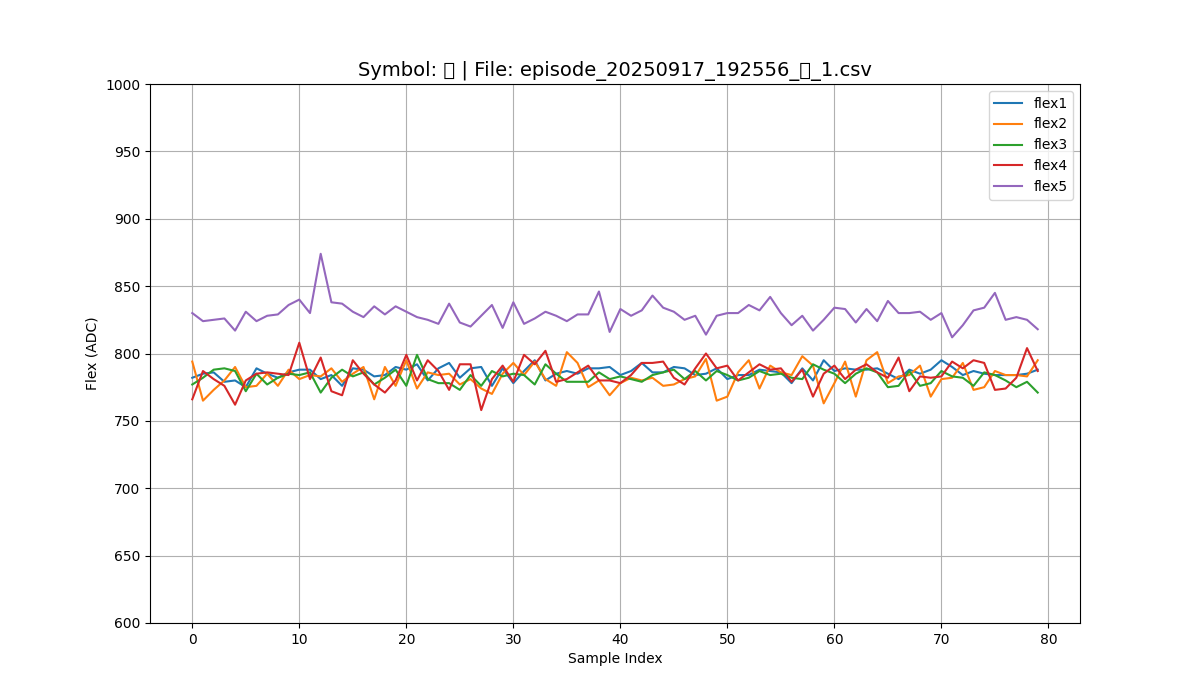 Symbol: | File: episode_20250917_192556_ _1.csv
flex1
flex2
flex3
flex4
flex5
Flex (ADC)
1000
950
900
850
800
750
700
650
600
0 10 20 30 40 50 60 70 80
Sample Index